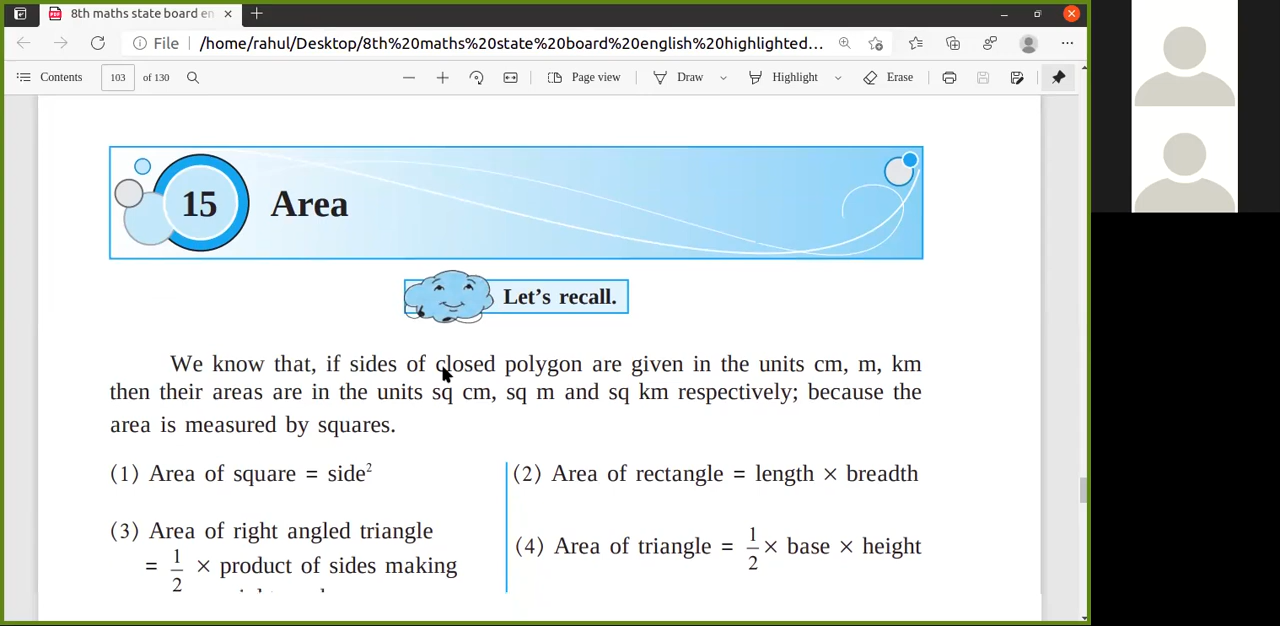 8th maths state board en
File /home/rahul/Desktop/8th%20maths%20state%20board%20english%20highlighted...
Contents 103 of 130 Page view Draw Highlight Erase
15 Area
Let's recall.
We know that, if sides of closed polygon are given in the units cm, m, km
then their areas are in the units sq cm, sq m and sq km respectively; because the
area is measured by squares.
(1) Area of square = side²
(2) Area of rectangle = length × breadth
(3) Area of right angled triangle
= 1/2 × product of sides making
(4) Area of triangle = 1/2 × base × height